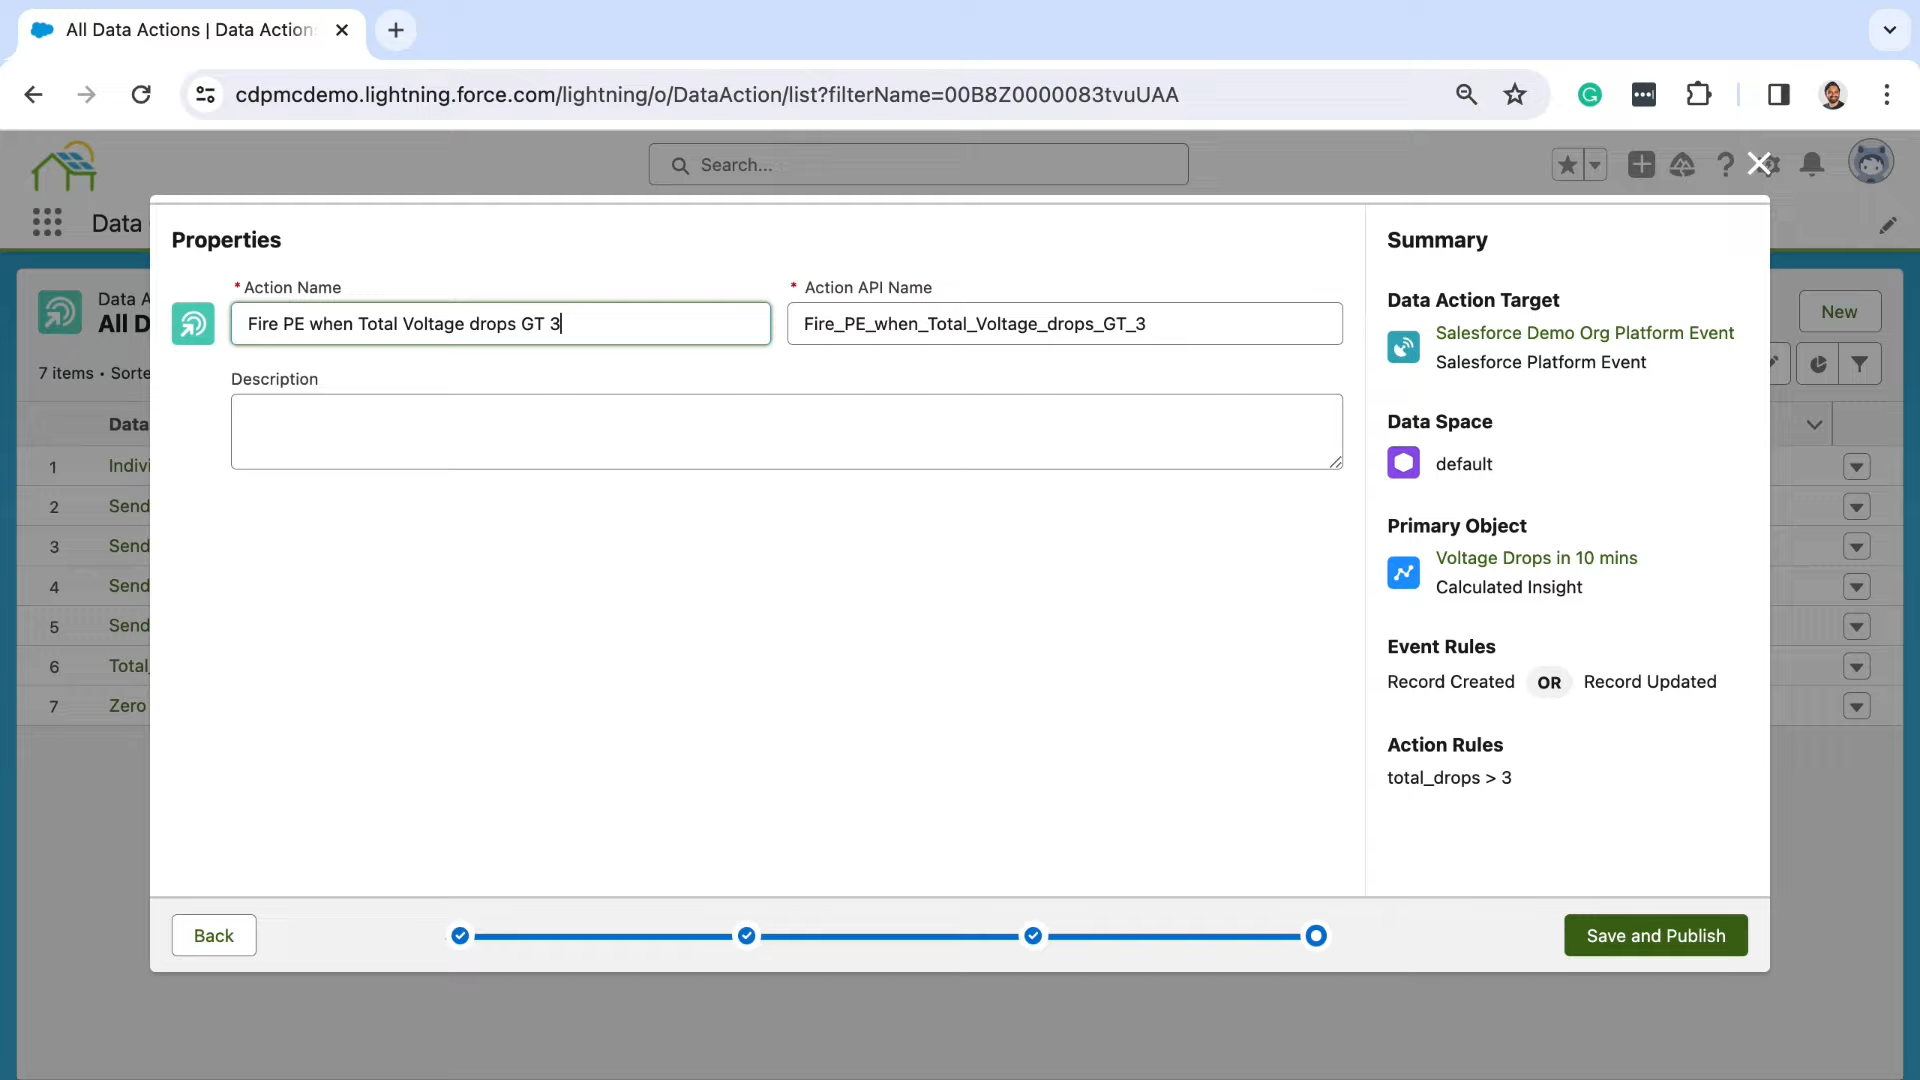 All Data Actions | Data Action
cdpmcdemo.lightning.force.com/lightning/o/DataAction/list?filterName=00B8Z0000083tvuUAA
Search...
Data
Data A
All D
New
7 items • Sorte
Data
1 Indivi
2 Send
3 Send
4 Send
5 Send
6 Total_
7 Zero
Properties
* Action Name
Fire PE when Total Voltage drops GT 3
* Action API Name
Fire_PE_when_Total_Voltage_drops_GT_3
Description
Summary
Data Action Target
Salesforce Demo Org Platform Event
Salesforce Platform Event
Data Space
default
Primary Object
Voltage Drops in 10 mins
Calculated Insight
Event Rules
Record Created OR Record Updated
Action Rules
total_drops > 3
Back
Save and Publish